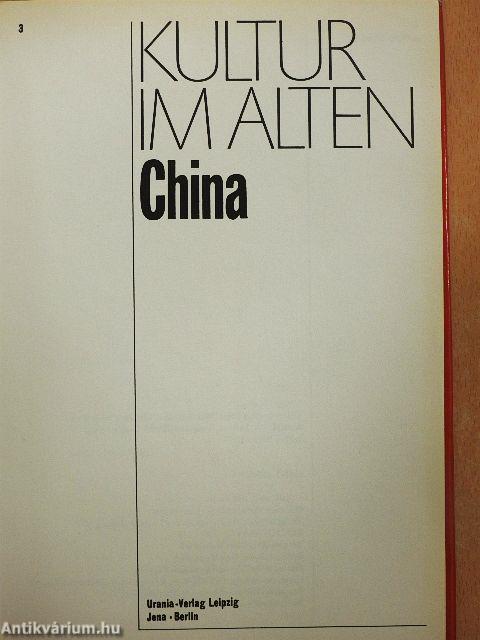 3
KULTUR
IM ALTEN
China
Urania-Verlag Leipzig
Jena · Berlin
Antikvárium.hu